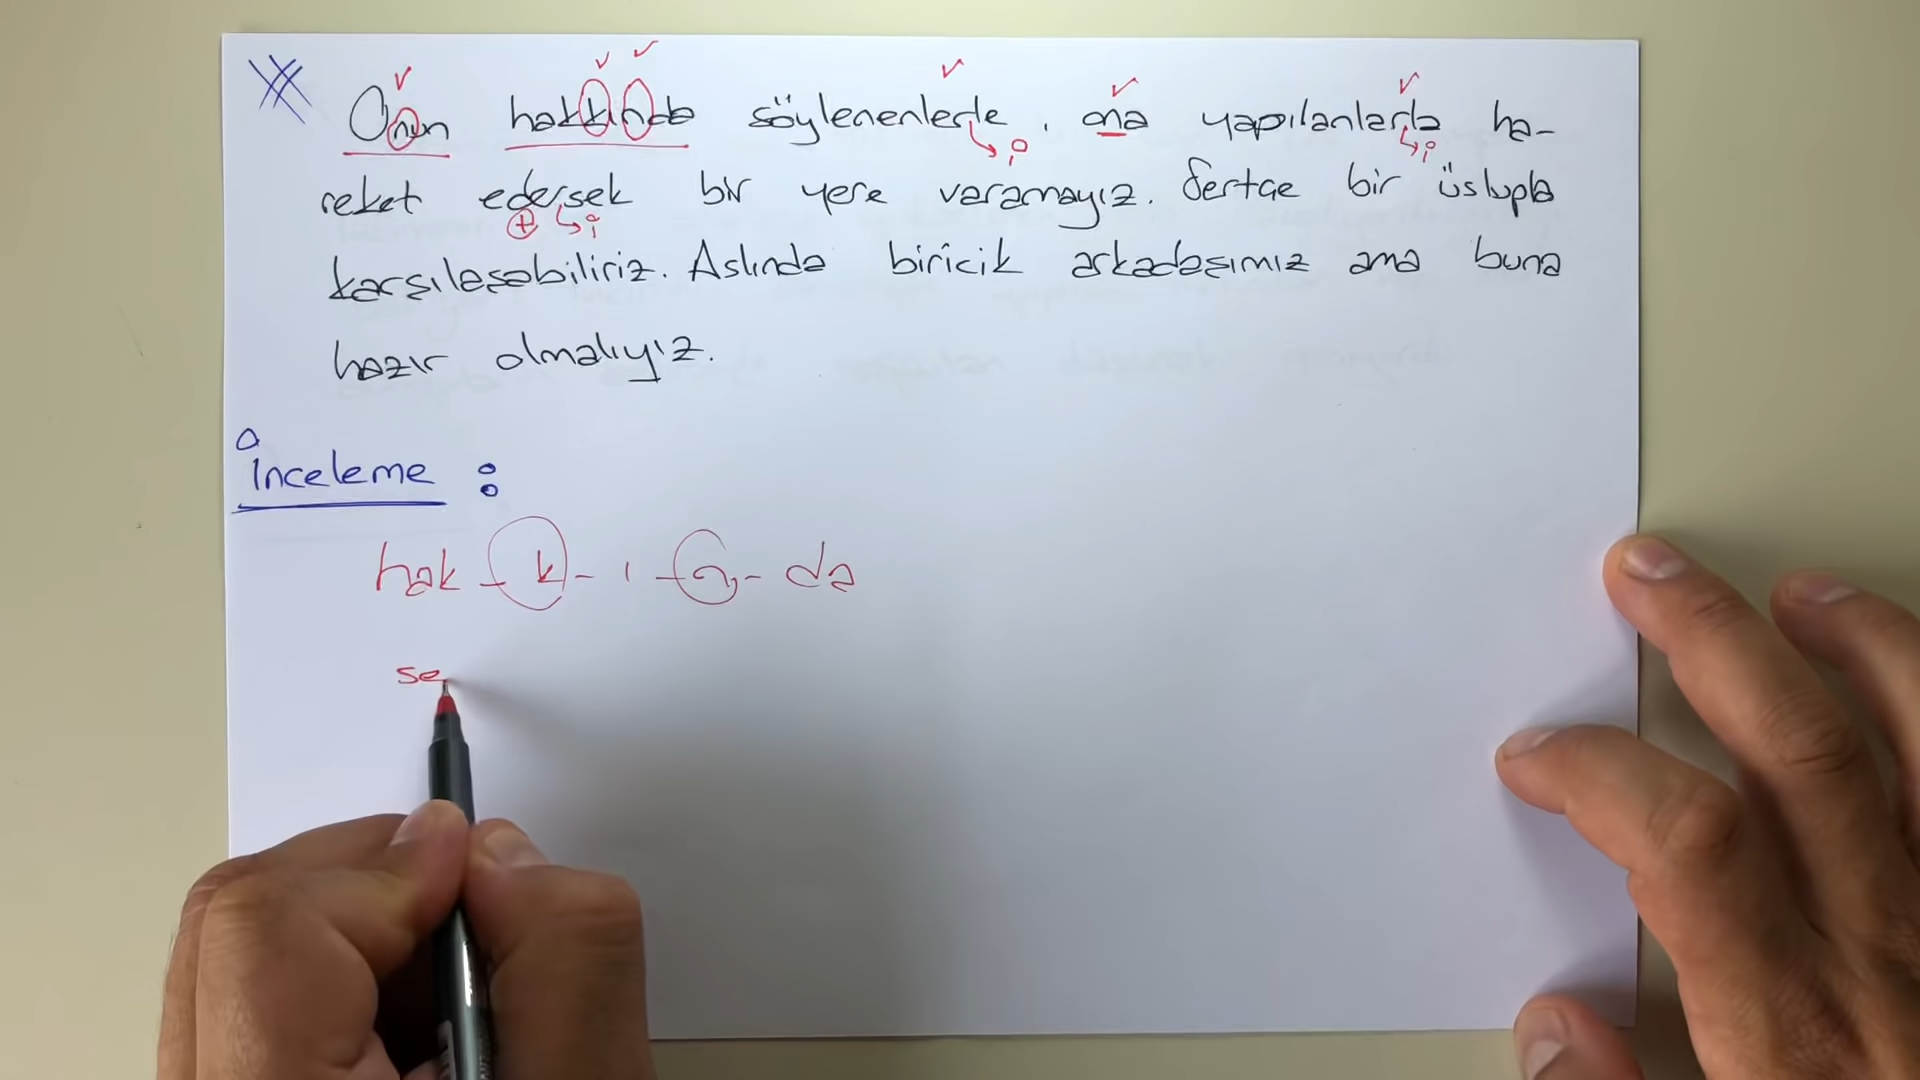 Onun hakkında söylenenlerle, ona yapılanlarla ha-
reket edersek bir yere varamayız. Sertçe bir üslupla
karşılaşabiliriz. Aslında biricik arkadaşımız ama buna
hazır olmalıyız.
İnceleme :
hak - k - ı - n - da
se